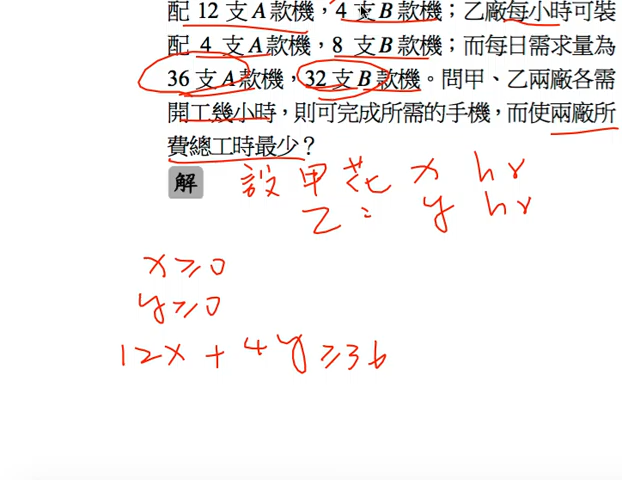 配 12 支 A 款機，4 支 B 款機；乙廠每小時可裝
配 4 支 A 款機，8 支 B 款機；而每日需求量為
36 支 A 款機，32 支 B 款機。問甲、乙兩廠各需
開工幾小時，則可完成所需的手機，而使兩廠所
費總工時最少？
解 設甲花 x hr
乙 : y hr
x≥0
y≥0
12x + 4y ≥36